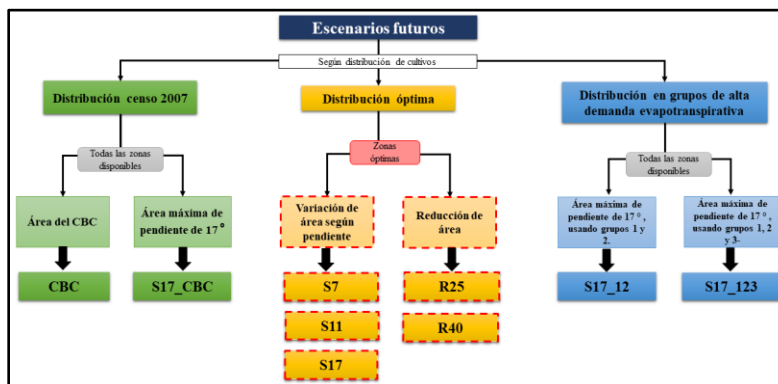 Escenarios futuros
Según distribución de cultivos
Distribución censo 2007
Distribución óptima
Distribución en grupos de alta
demanda evapotranspirativa
Todas las zonas
disponibles
Zonas
óptimas
Todas las zonas
disponibles
Área del CBC
Área máxima de
pendiente de 17°
Variación de
área según
pendiente
Reducción de
área
Área máxima de
pendiente de 17°,
usando grupos 1 y
2.
Área máxima de
pendiente de 17°,
usando grupos 1, 2
y 3-
CBC
S17_CBC
S7
R25
S17_12
S17_123
S11
R40
S17